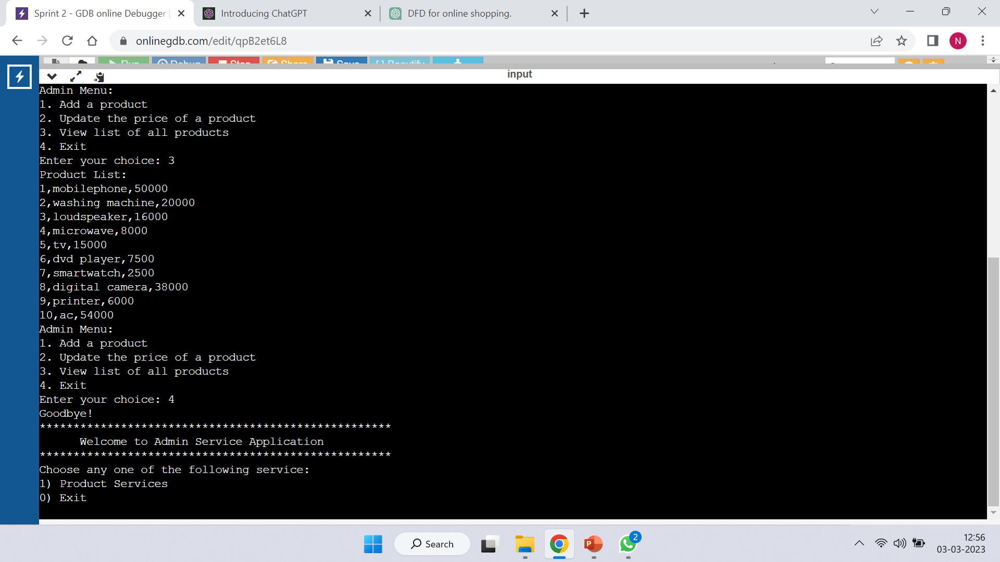 Sprint 2 - GDB online Debugger
Introducing ChatGPT
DFD for online shopping.
onlinegdb.com/edit/qpB2et6L8
N
Run
Debug
Stop
Share
Save
{ } Beautify
input
Admin Menu:
1. Add a product
2. Update the price of a product
3. View list of all products
4. Exit
Enter your choice: 3
Product List:
1,mobilephone,50000
2,washing machine,20000
3,loudspeaker,16000
4,microwave,8000
5,tv,15000
6,dvd player,7500
7,smartwatch,2500
8,digital camera,38000
9,printer,6000
10,ac,54000
Admin Menu:
1. Add a product
2. Update the price of a product
3. View list of all products
4. Exit
Enter your choice: 4
Goodbye!
****************************************************
Welcome to Admin Service Application
****************************************************
Choose any one of the following service:
1) Product Services
0) Exit
Search
P
2
12:56
03-03-2023